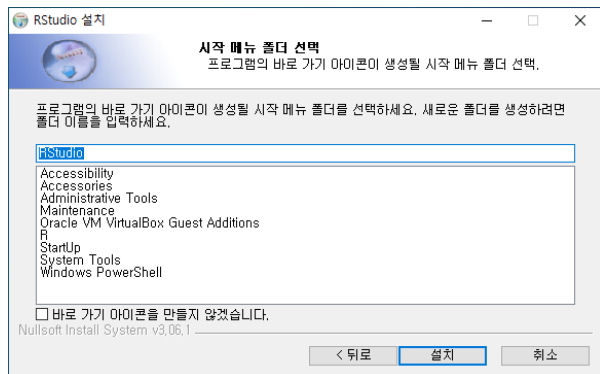 RStudio 설치
시작 메뉴 폴더 선택
프로그램의 바로 가기 아이콘이 생성될 시작 메뉴 폴더 선택.
프로그램의 바로 가기 아이콘이 생성될 시작 메뉴 폴더를 선택하세요. 새로운 폴더를 생성하려면
폴더 이름을 입력하세요.
RStudio
Accessibility
Accessories
Administrative Tools
Maintenance
Oracle VM VirtualBox Guest Additions
R
StartUp
System Tools
Windows PowerShell
바로 가기 아이콘을 만들지 않겠습니다.
Nullsoft Install System v3.06.1
< 뒤로 설치 취소